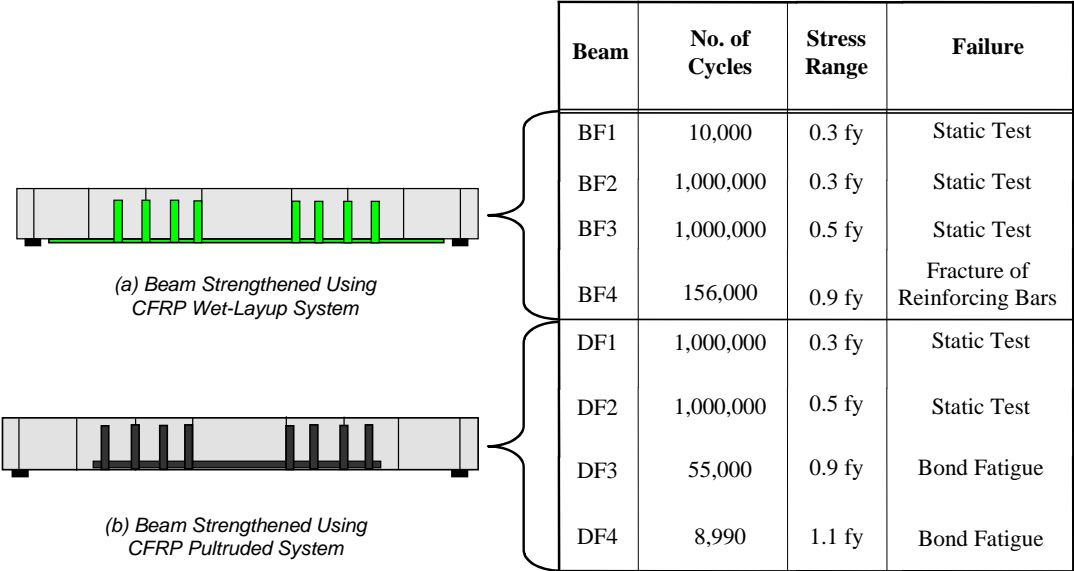 Beam No. of Cycles Stress Range Failure
BF1 10,000 0.3 fy Static Test
BF2 1,000,000 0.3 fy Static Test
BF3 1,000,000 0.5 fy Static Test
BF4 156,000 0.9 fy Fracture of Reinforcing Bars
(a) Beam Strengthened Using
CFRP Wet-Layup System
DF1 1,000,000 0.3 fy Static Test
DF2 1,000,000 0.5 fy Static Test
DF3 55,000 0.9 fy Bond Fatigue
DF4 8,990 1.1 fy Bond Fatigue
(b) Beam Strengthened Using
CFRP Pultruded System